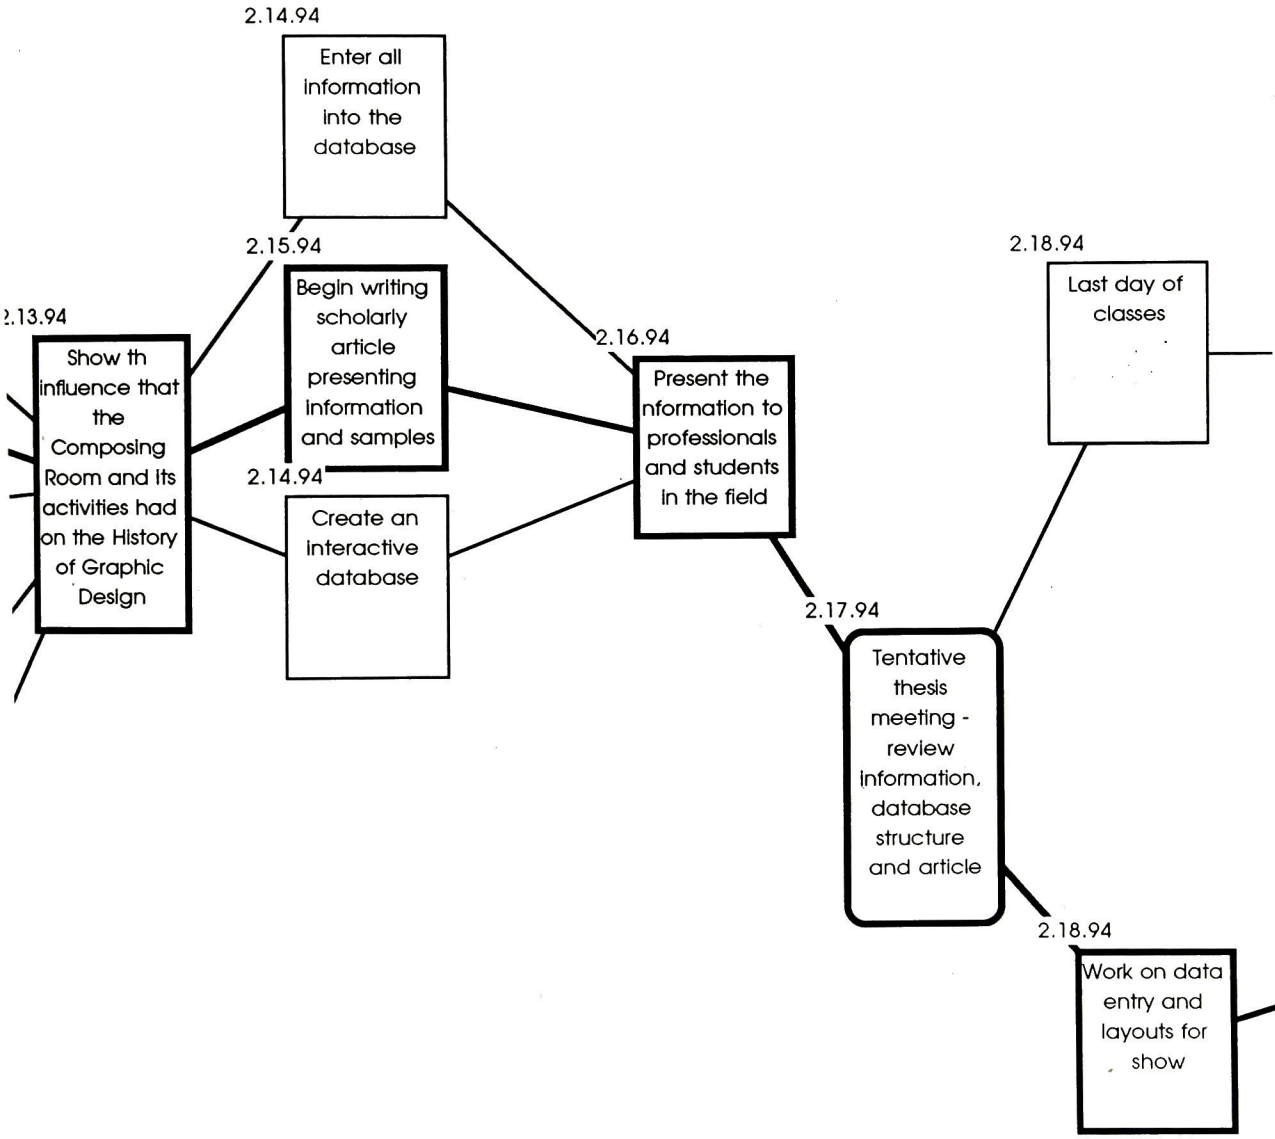 2.14.94
Enter all
information
into the
database
2.15.94
Begin writing
scholarly
article
presenting
information
and samples
2.14.94
Create an
interactive
database
2.13.94
Show th
influence that
the
Composing
Room and its
activities had
on the History
of Graphic
Design
2.16.94
Present the
nformation to
professionals
and students
in the field
2.17.94
Tentative
thesis
meeting -
review
information,
database
structure
and article
2.18.94
Last day of
classes
2.18.94
Work on data
entry and
layouts for
show